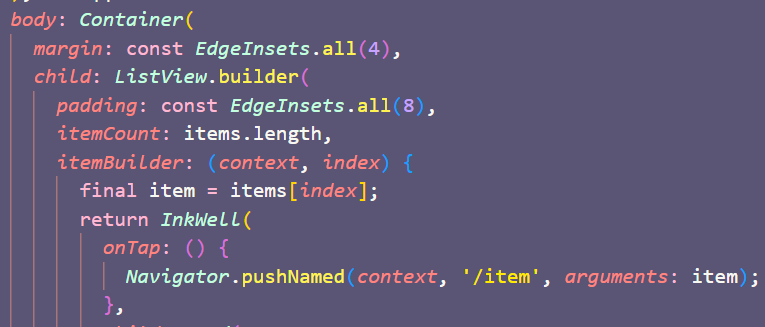 body: Container(
margin: const EdgeInsets.all(4),
child: ListView.builder(
padding: const EdgeInsets.all(8),
itemCount: items.length,
itemBuilder: (context, index) {
final item = items[index];
return InkWell(
onTap: () {
Navigator.pushNamed(context, '/item', arguments: item);
},